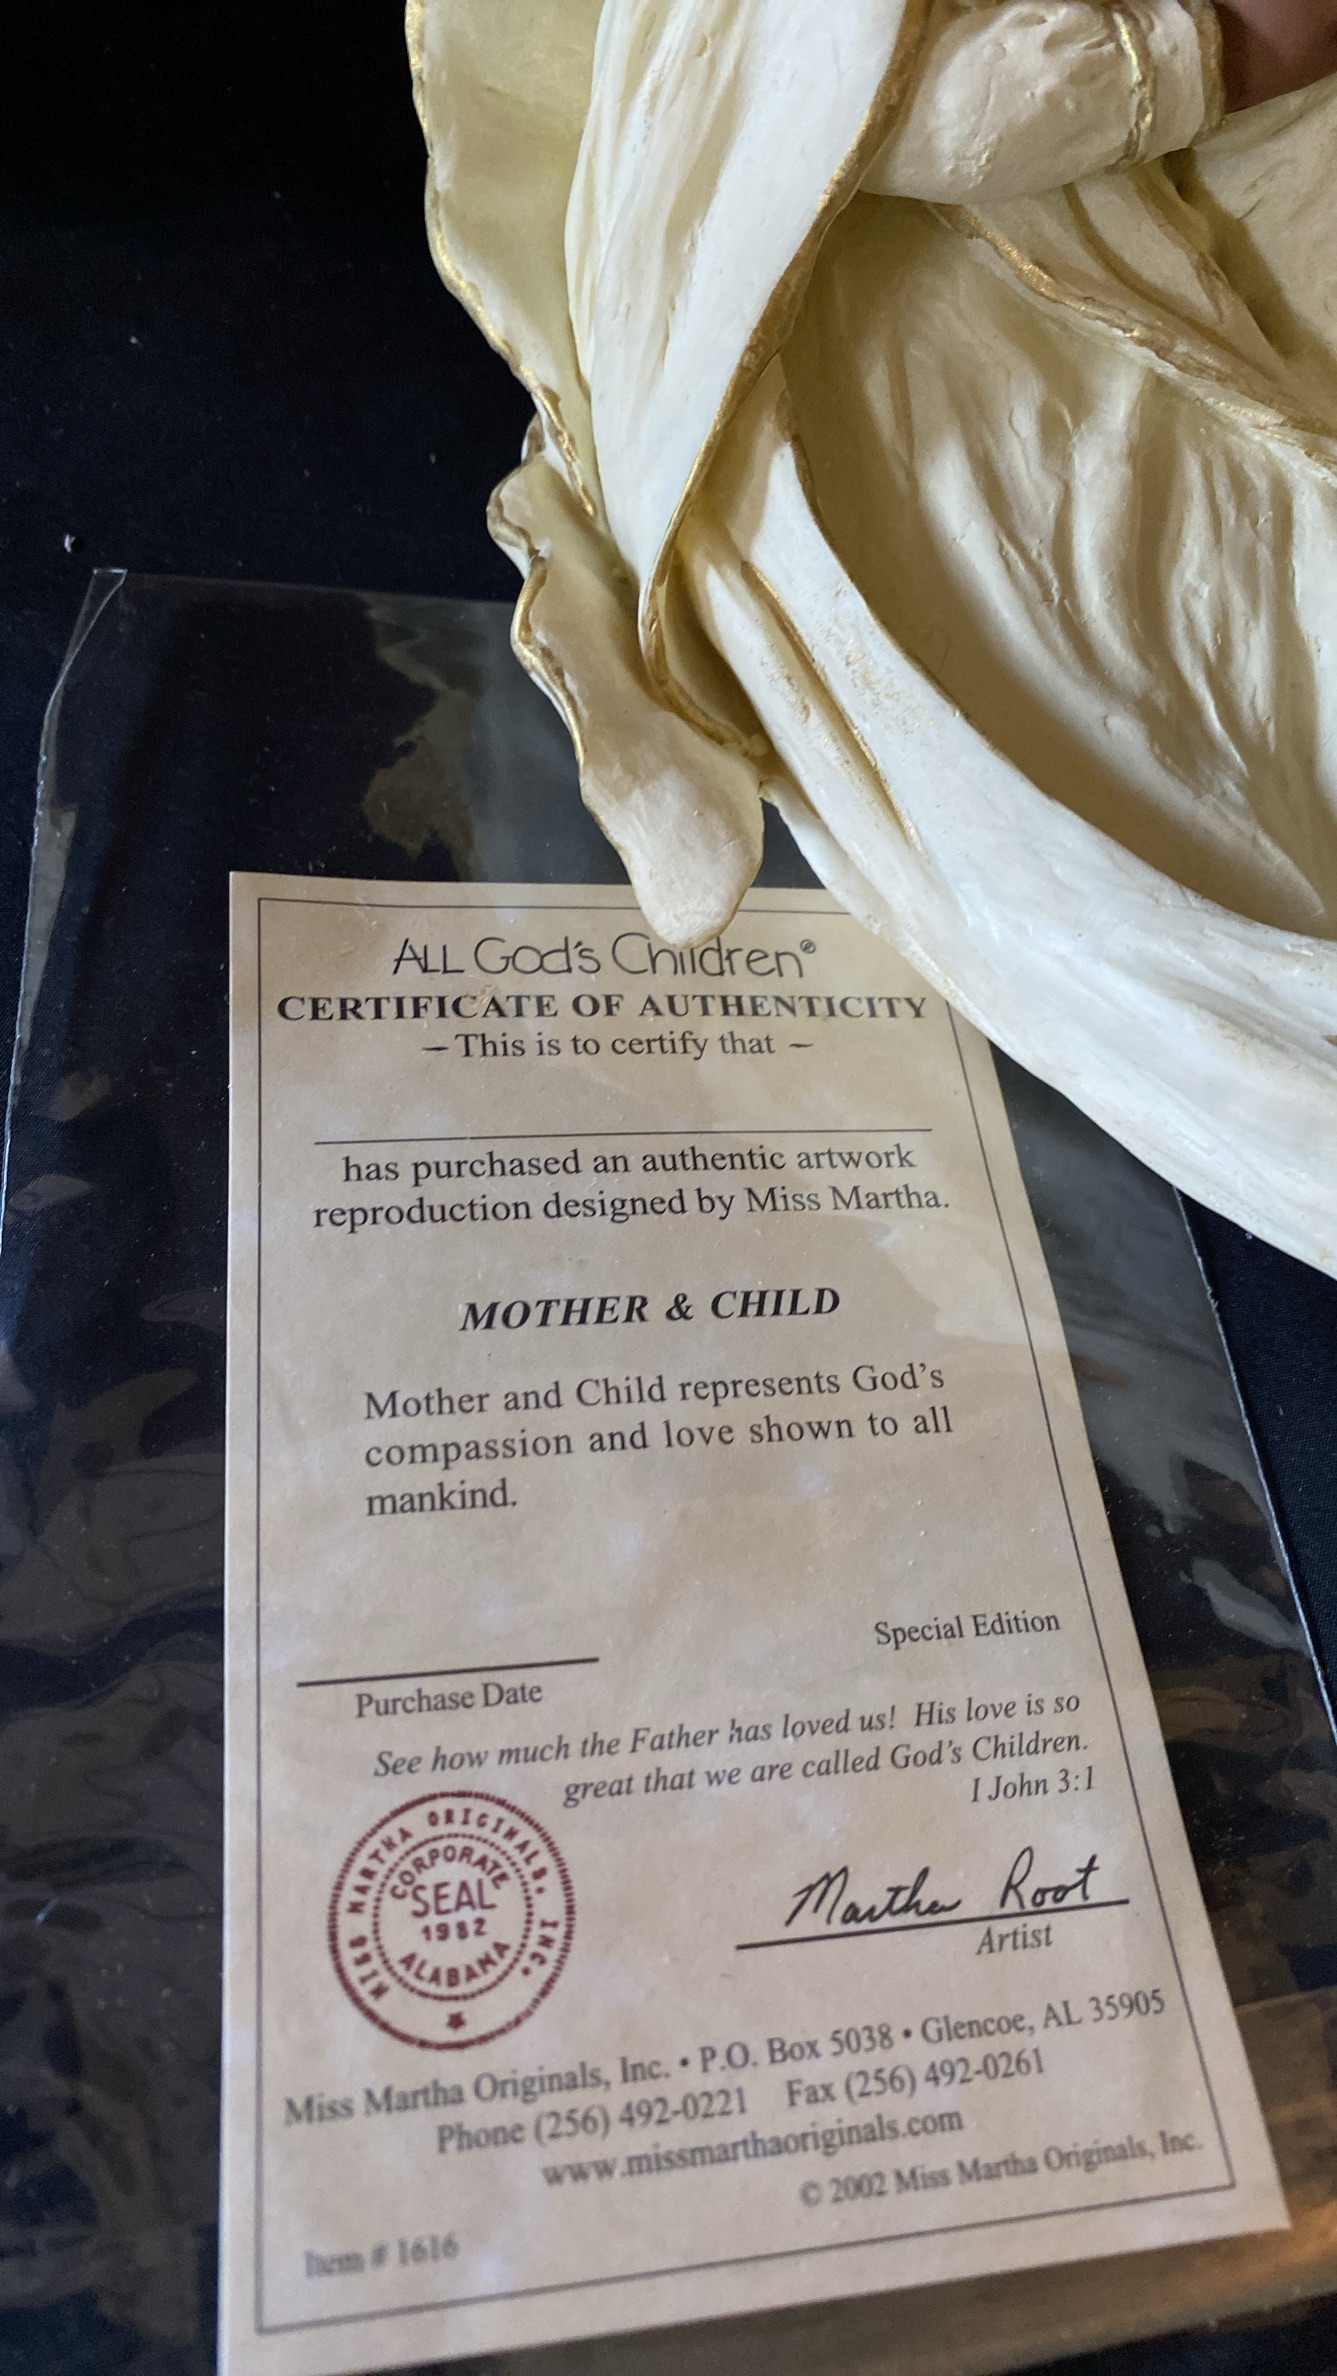 ALL God's Children®
CERTIFICATE OF AUTHENTICITY
– This is to certify that –
has purchased an authentic artwork
reproduction designed by Miss Martha.
MOTHER & CHILD
Mother and Child represents God's
compassion and love shown to all
mankind.
Special Edition
Purchase Date
See how much the Father has loved us! His love is so
great that we are called God's Children.
I John 3:1
MISS MARTHA ORIGINALS, INC.
CORPORATE
SEAL
1982
ALABAMA
Martha Root
Artist
Miss Martha Originals, Inc. • P.O. Box 5038 • Glencoe, AL 35905
Phone (256) 492-0221 Fax (256) 492-0261
www.missmarthaoriginals.com
© 2002 Miss Martha Originals, Inc.
Item # 1616